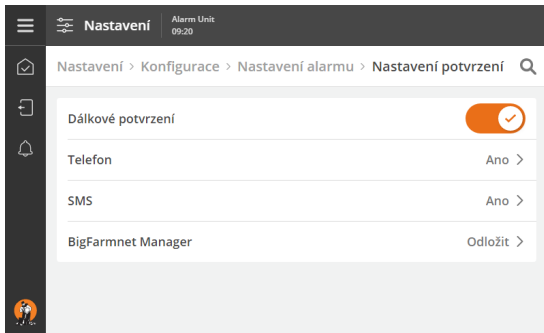 Nastavení
Alarm Unit
09:20
Nastavení > Konfigurace > Nastavení alarmu > Nastavení potvrzení
Dálkové potvrzení
Telefon Ano >
SMS Ano >
BigFarmnet Manager Odložit >